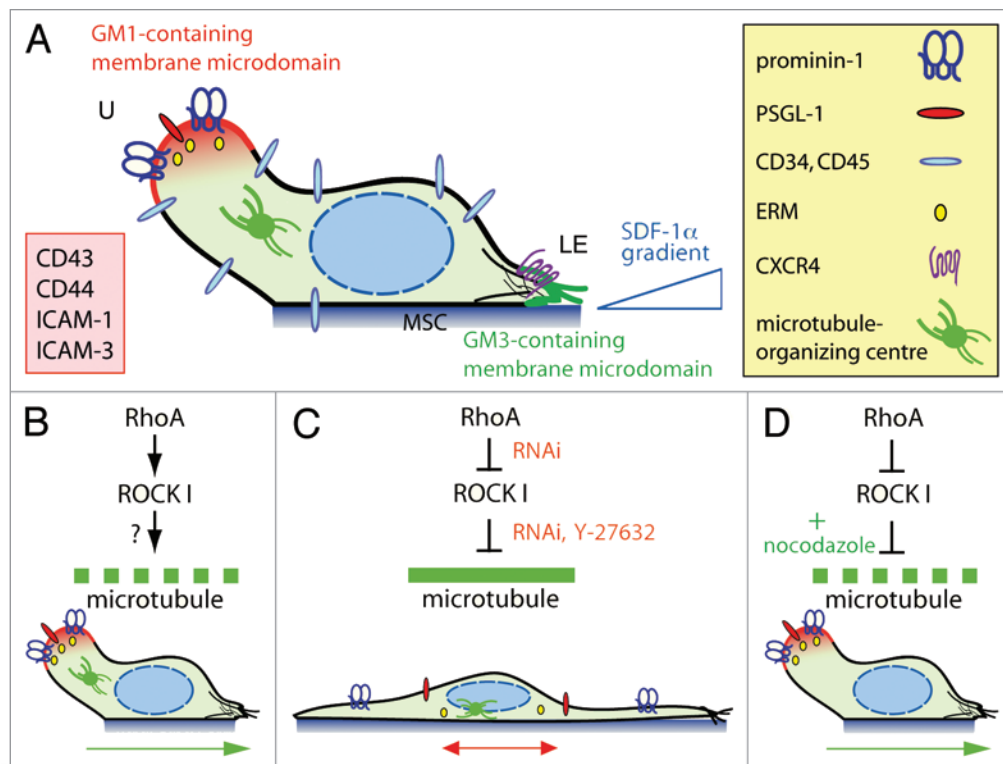 A
GM1-containing
membrane microdomain
U
CD43
CD44
ICAM-1
ICAM-3
MSC
LE
SDF-1α
gradient
GM3-containing
membrane microdomain
prominin-1
PSGL-1
CD34, CD45
ERM
CXCR4
microtubule-
organizing centre
B
RhoA
ROCK I
?
microtubule
C
RhoA
RNAi
ROCK I
RNAi, Y-27632
microtubule
D
RhoA
ROCK I
+
nocodazole
microtubule